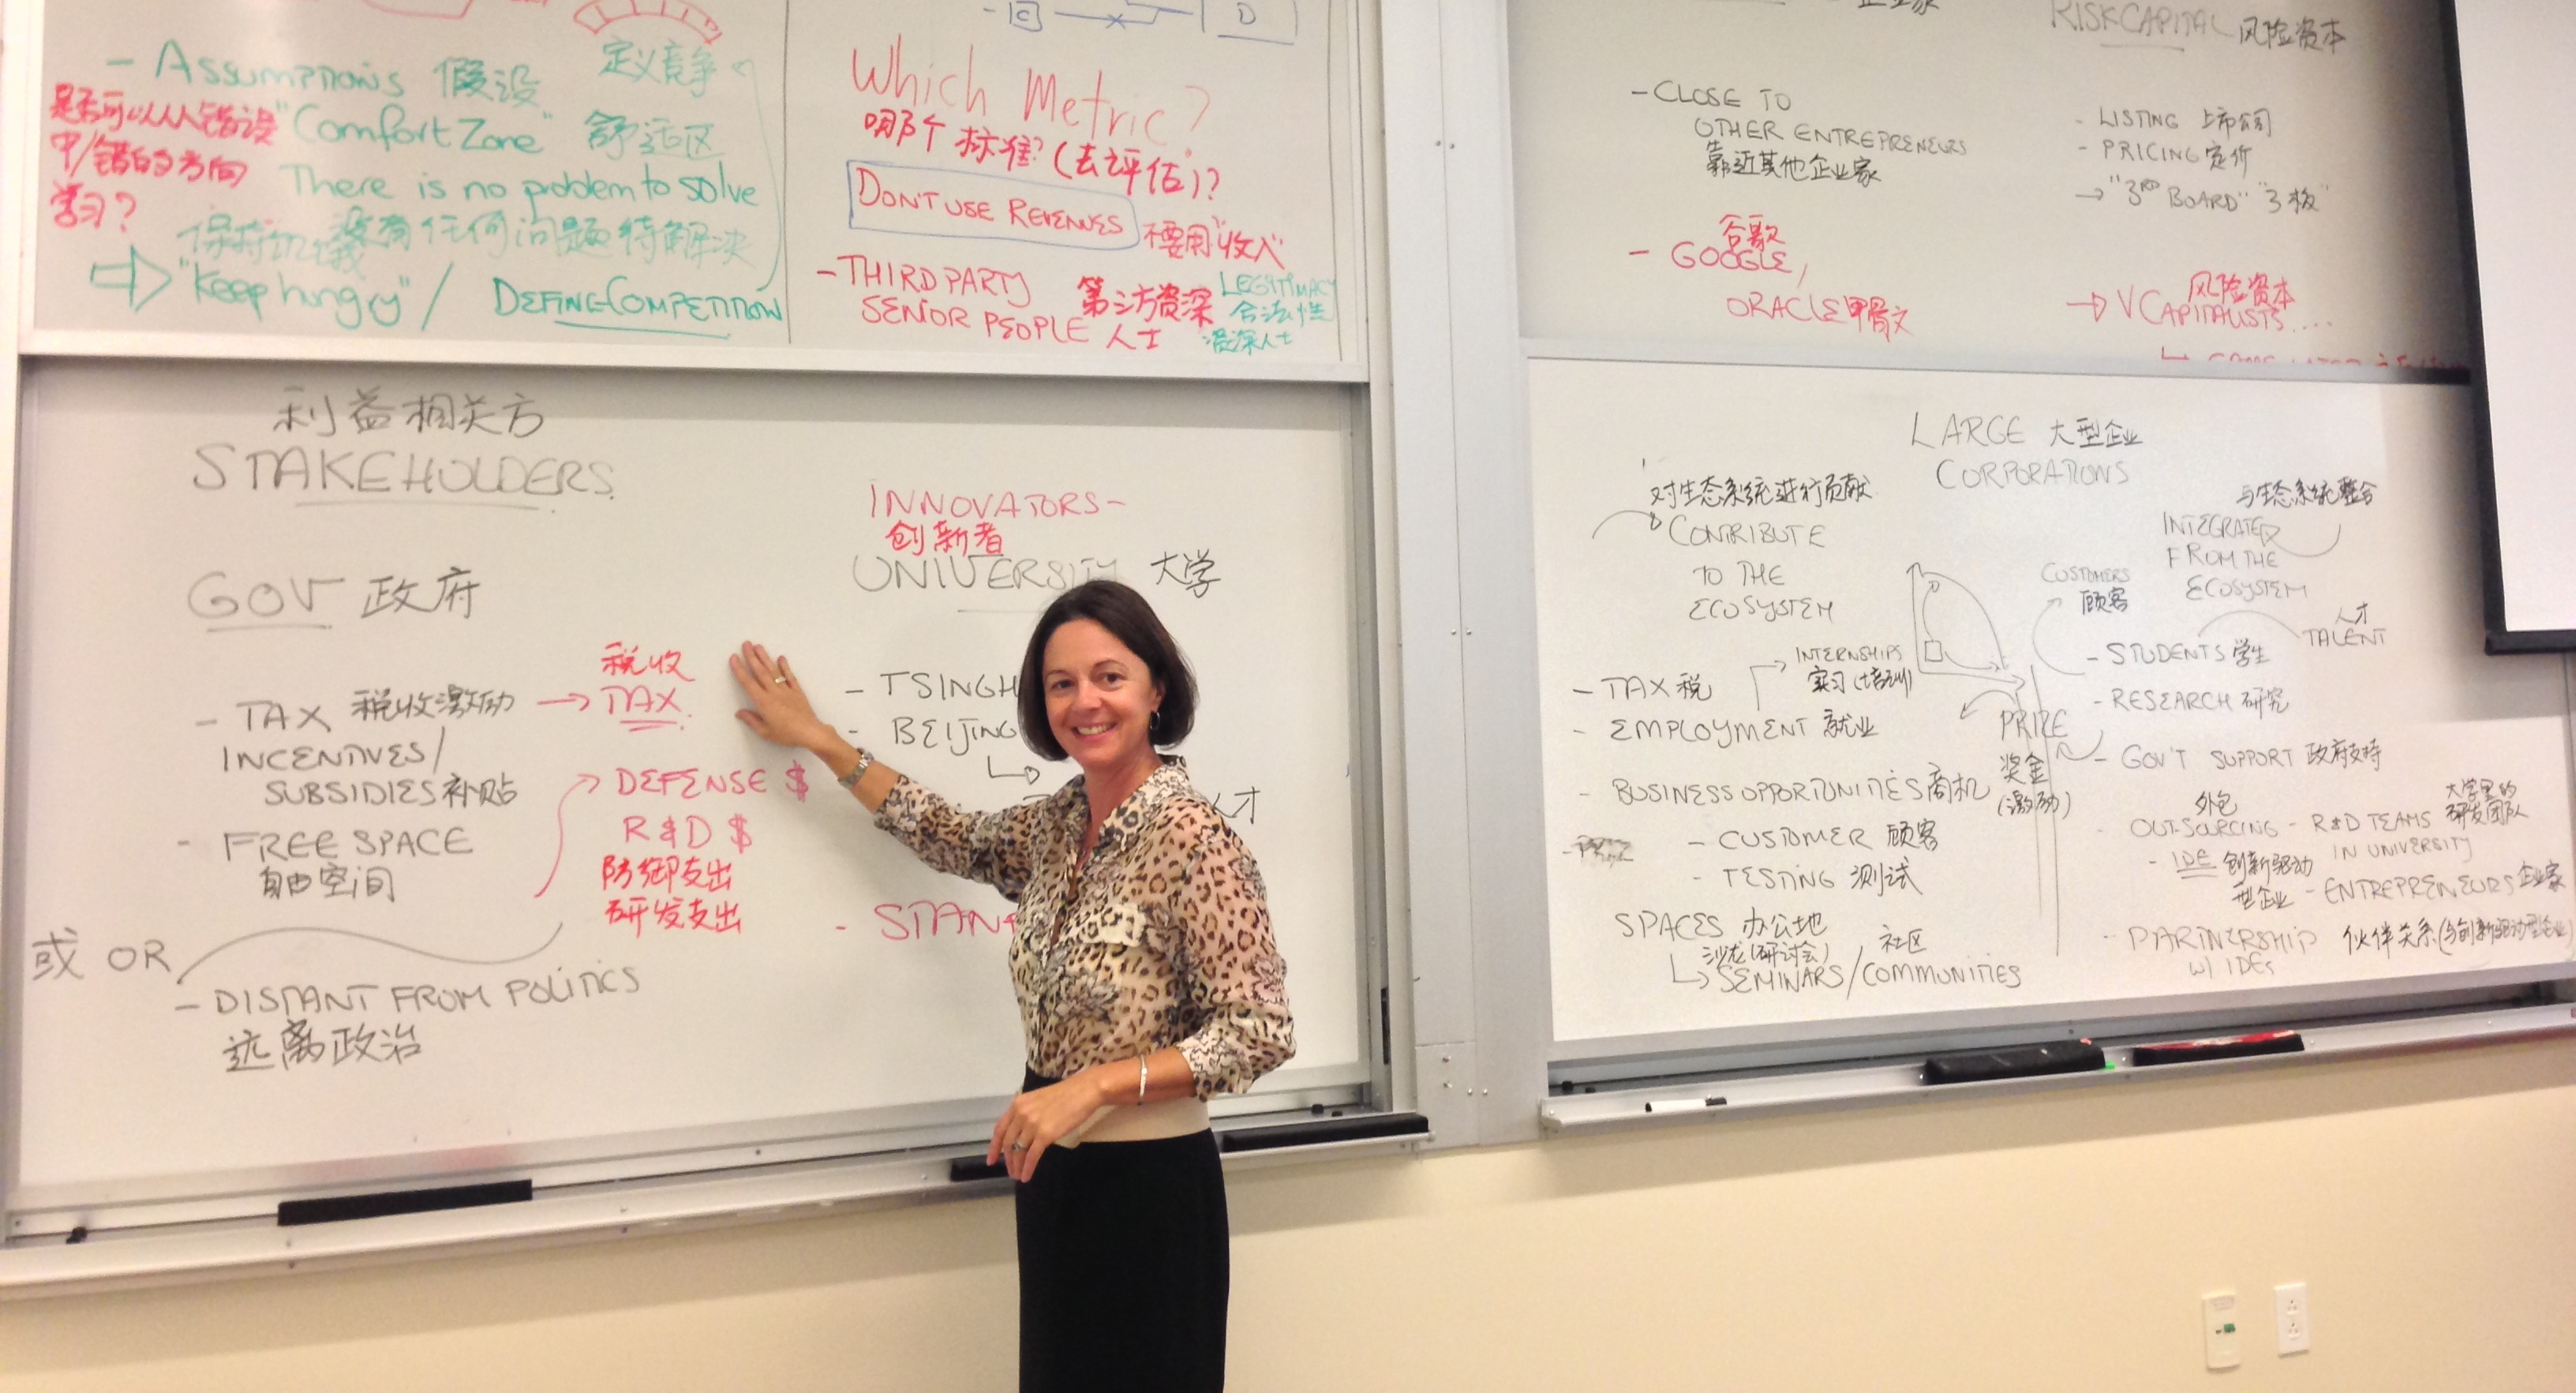 - ASSUMPTIONS 假设
定义竞争
是否可以从错误
中/错的方向
学习?
"Comfort Zone" 舒适区
There is no problem to solve
没有任何问题待解决
保持饥饿
"Keep hungry" / DEFINE COMPETITION
- C
D
Which Metric?
哪个标准?(去评估)?
DON'T USE REVENUES 不要用"收入"
- THIRD PARTY
SENIOR PEOPLE
第三方资深
人士
LEGITIMACY
合法性
资深人士
企业家
RISK CAPITAL 风险资本
- CLOSE TO
OTHER ENTREPRENEURS
靠近其他企业家
谷歌
- GOOGLE,
ORACLE 甲骨文
- LISTING 上市公司
- PRICING 定价
→ "3RD BOARD" "3板"
风险资本
→ V CAPITALISTS ....
利益相关方
STAKEHOLDERS
GOV 政府
- TAX 税收激励
INCENTIVES/
SUBSIDIES 补贴
- FREE SPACE
自由空间
或 OR
- DISTANT FROM POLITICS
远离政治
税收
→ TAX
DEFENSE $
R&D $
防御支出
研发支出
INNOVATORS -
创新者
UNIVERSITY 大学
- TSINGH
- BEIJING
人才
- STANF
LARGE 大型企业
CORPORATIONS
对生态系统进行贡献
CONTRIBUTE
TO THE
ECOSYSTEM
INTERNSHIPS
实习(培训)
- TAX 税
- EMPLOYMENT 就业
- BUSINESS OPPORTUNITIES 商机
- CUSTOMER 顾客
- TESTING 测试
SPACES 办公地
沙龙(研讨会)
社区
SEMINARS/COMMUNITIES
PRIZE
奖金
(激励)
与生态系统整合
INTEGRATED
FROM THE
ECOSYSTEM
CUSTOMERS
顾客
人才
TALENT
- STUDENTS 学生
- RESEARCH 研究
- GOV'T SUPPORT 政府支持
外包
大学里的
研发团队
- OUT-SOURCING - R&D TEAMS
IN UNIVERSITY
- IDE 创新驱动
型企业 - ENTREPRENEURS 企业家
- PARTNERSHIP 伙伴关系(与创新驱动型企业)
W/ IDEs